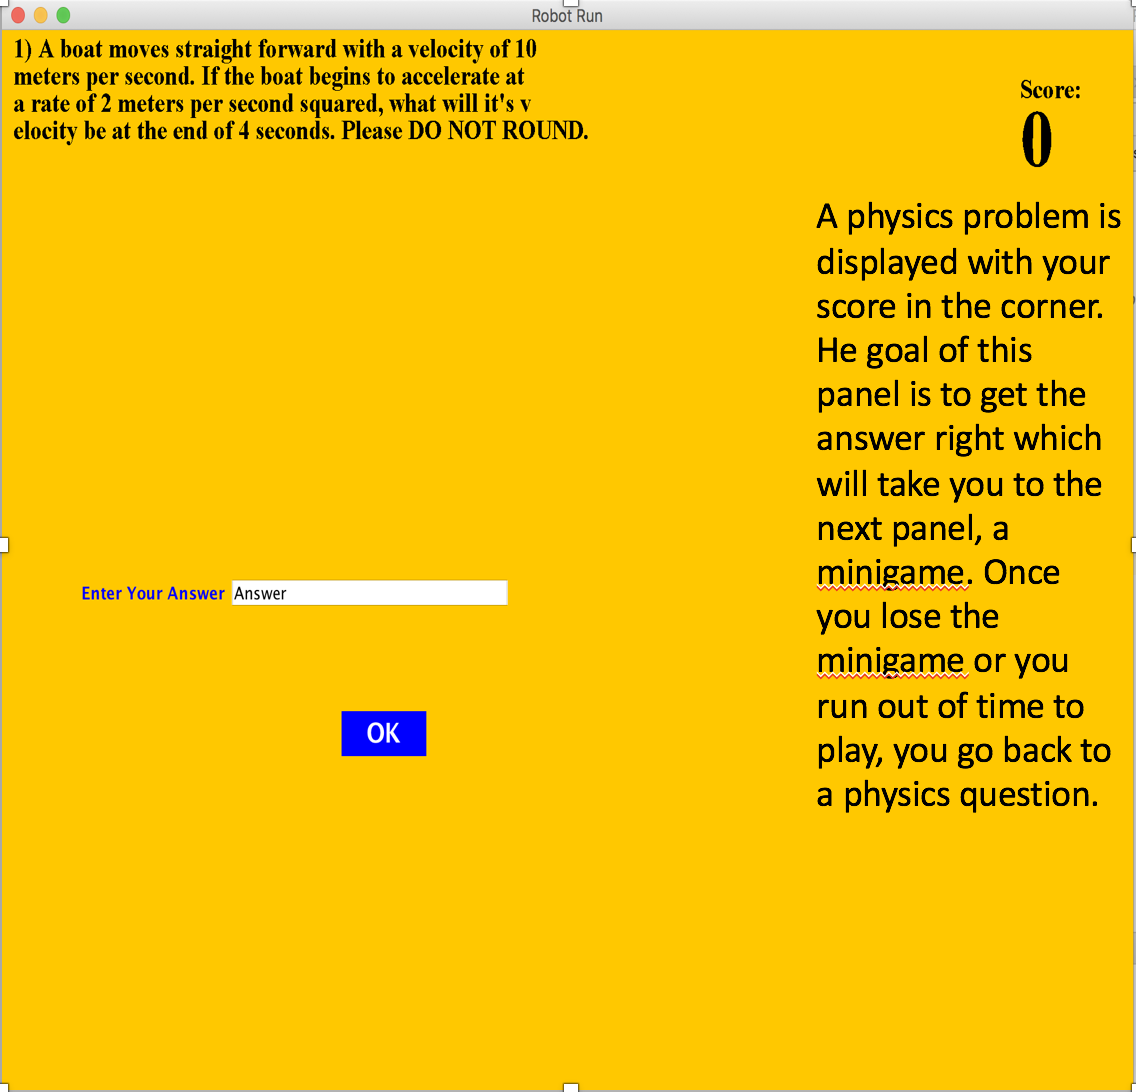 Robot Run
1) A boat moves straight forward with a velocity of 10
meters per second. If the boat begins to accelerate at
a rate of 2 meters per second squared, what will it's v
elocity be at the end of 4 seconds. Please DO NOT ROUND.
Score:
0
A physics problem is
displayed with your
score in the corner.
He goal of this
panel is to get the
answer right which
will take you to the
next panel, a
minigame. Once
you lose the
minigame or you
run out of time to
play, you go back to
a physics question.
Enter Your Answer Answer
OK